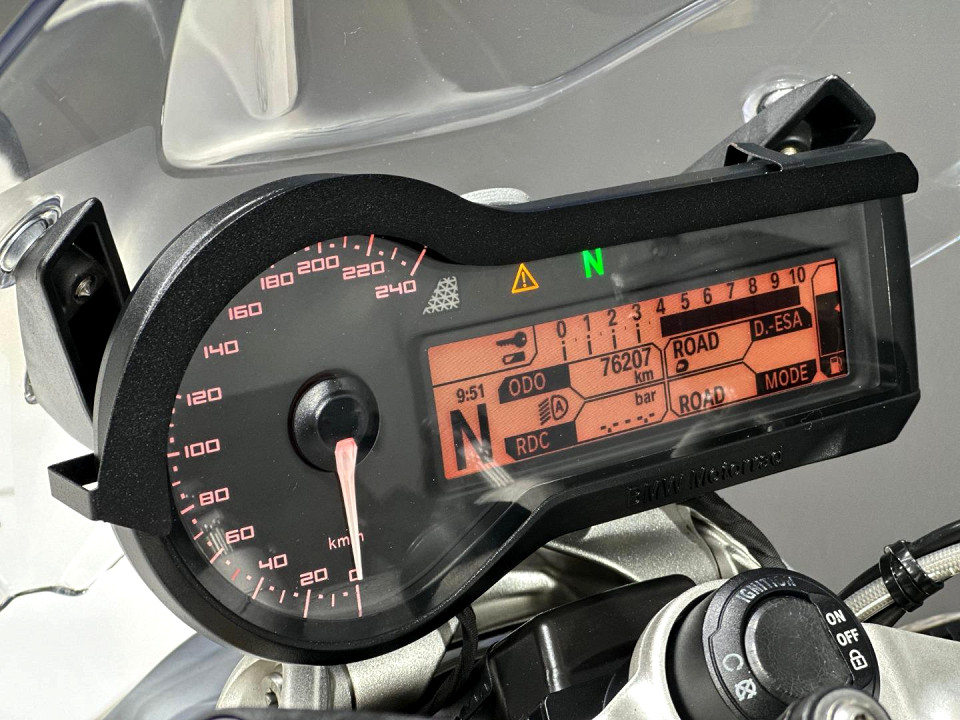 240
220
200
180
160
140
120
100
80
60
40
20
0
km/h
N
0 1 2 3 4 5 6 7 8 9 10
9:51
ODO
76207
km
ROAD
D.-ESA
N
A
bar
--.--
RDC
ROAD
MODE
BMW Motorrad
IGNITION
ON
OFF